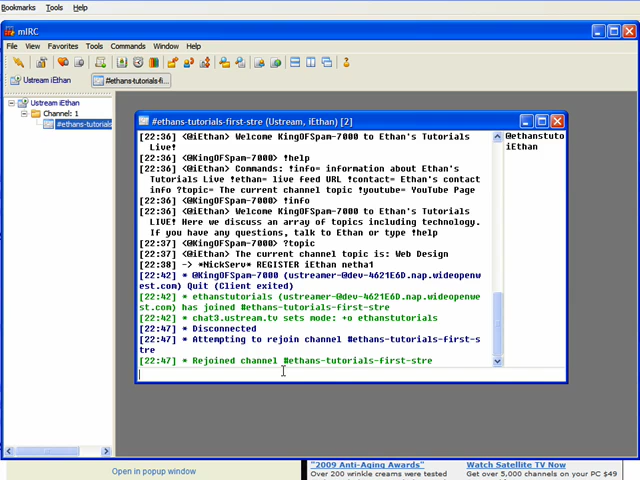 Bookmarks Tools Help
mIRC
File View Favorites Tools Commands Window Help
Ustream iEthan #ethans-tutorials-fi...
Ustream iEthan
Channel: 1
#ethans-tutorials
#ethans-tutorials-first-stre (Ustream, iEthan) [2]
[22:36] <@iEthan> Welcome KingOFSpam-7000 to Ethan's Tutorials
Live!
[22:36] <@KingOFSpam-7000> !help
[22:36] <@iEthan> Commands: !info= information about Ethan's
Tutorials Live !ethan= live feed URL !contact= Ethan's contact
info ?topic= The current channel topic !youtube= YouTube Page
[22:36] <@KingOFSpam-7000> !info
[22:36] <@iEthan> Welcome KingOFSpam-7000 to Ethan's Tutorials
LIVE! Here we discuss an array of topics including technology.
If you have any questions, talk to Ethan or type !help
[22:37] <@KingOFSpam-7000> ?topic
[22:37] <@iEthan> The current channel topic is: Web Design
[22:38] -> *NickServ* REGISTER iEthan netha1
[22:42] * @KingOFSpam-7000 (ustreamer-@dev-4621E6D.nap.wideopenw
est.com) Quit (Client exited)
[22:42] * ethanstutorials (ustreamer-@dev-4621E6D.nap.wideopenwe
st.com) has joined #ethans-tutorials-first-stre
[22:42] * chat3.ustream.tv sets mode: +o ethanstutorials
[22:47] * Disconnected
[22:47] * Attempting to rejoin channel #ethans-tutorials-first-s
tre
[22:47] * Rejoined channel #ethans-tutorials-first-stre
@ethanstuto
iEthan
Open in popup window
"2009 Anti-Aging Awards"
Over 200 wrinkle creams were tested
Watch Satellite TV Now
Get over 5,000 channels on your PC $49